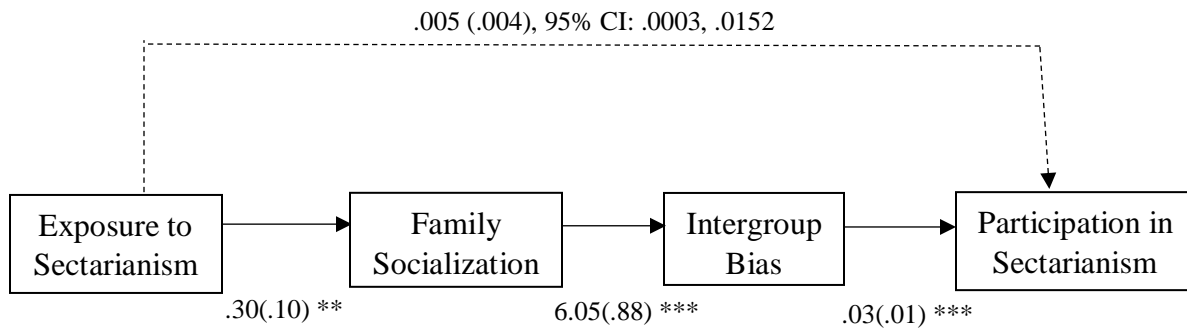 .005 (.004), 95% CI: .0003, .0152
Exposure to
Sectarianism
Family
Socialization
Intergroup
Bias
Participation in
Sectarianism
.30(.10) **
6.05(.88) ***
.03(.01) ***